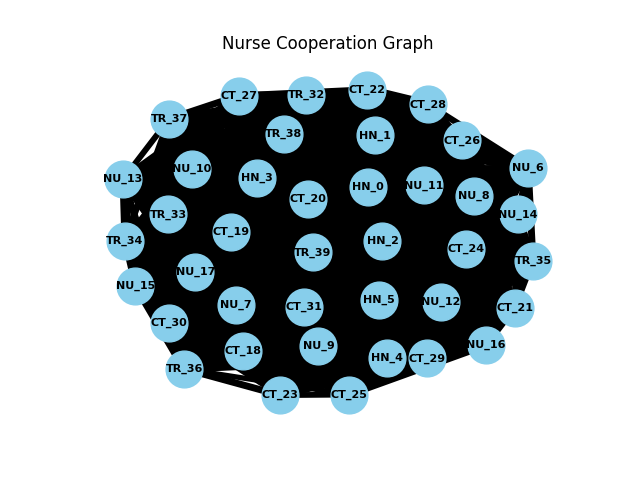 Nurse Cooperation Graph
CT_22
CT_27
TR_32
CT_28
TR_37
TR_38
HN_1
CT_26
NU_6
NU_10
HN_3
NU_13
NU_11
HN_0
NU_8
CT_20
TR_33
NU_14
CT_19
TR_34
HN_2
CT_24
TR_39
TR_35
NU_17
NU_15
HN_5
NU_12
NU_7
CT_31
CT_21
CT_30
NU_16
NU_9
CT_18
HN_4
CT_29
TR_36
CT_23
CT_25